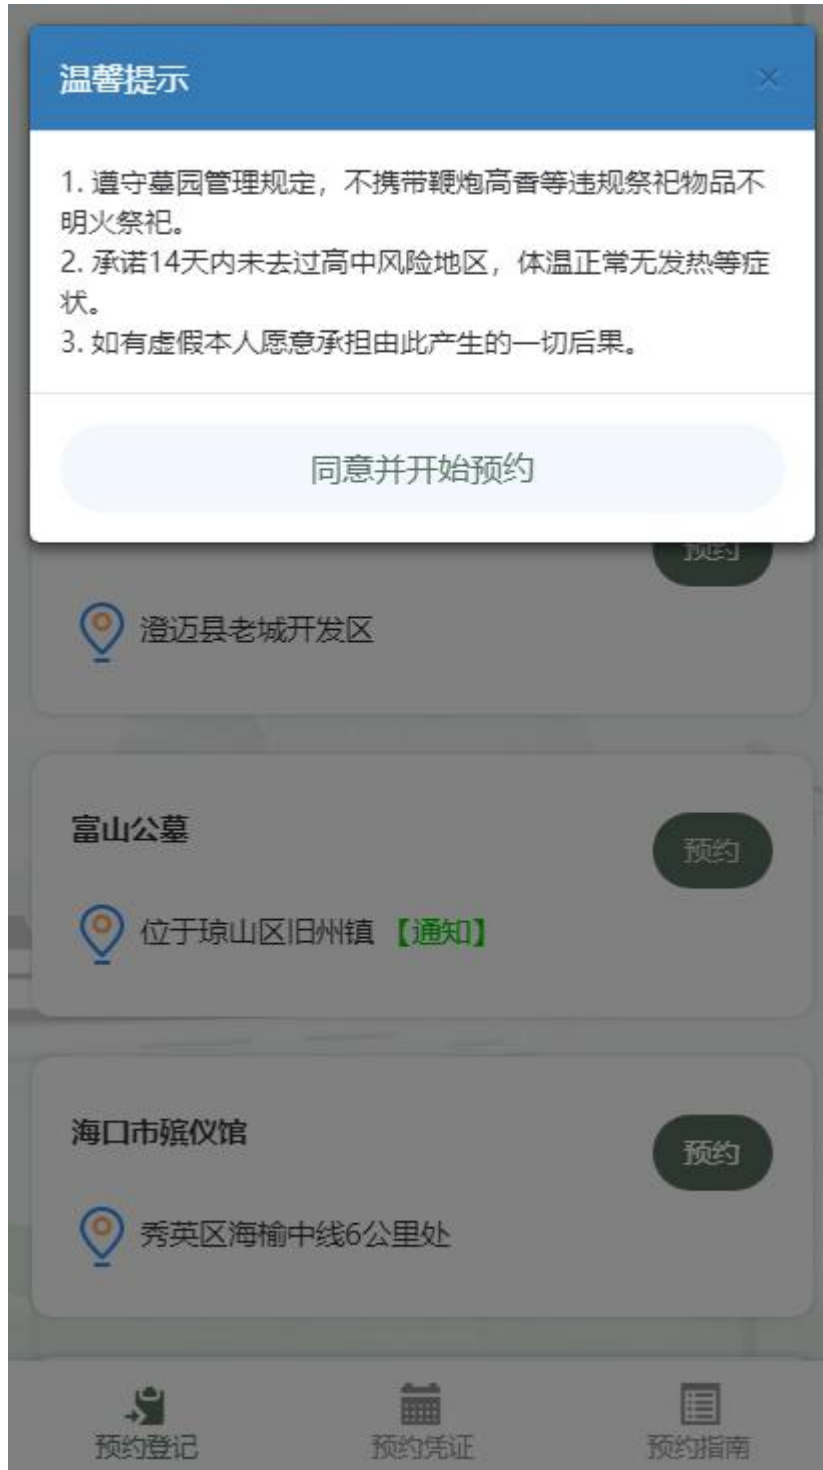 温馨提示
×
1. 遵守墓园管理规定，不携带鞭炮高香等违规祭祀物品不
明火祭祀。
2. 承诺14天内未去过高中风险地区，体温正常无发热等症
状。
3. 如有虚假本人愿意承担由此产生的一切后果。
同意并开始预约
预约
澄迈县老城开发区
富山公墓
预约
位于琼山区旧州镇【通知】
海口市殡仪馆
预约
秀英区海榆中线6公里处
预约登记 预约凭证 预约指南